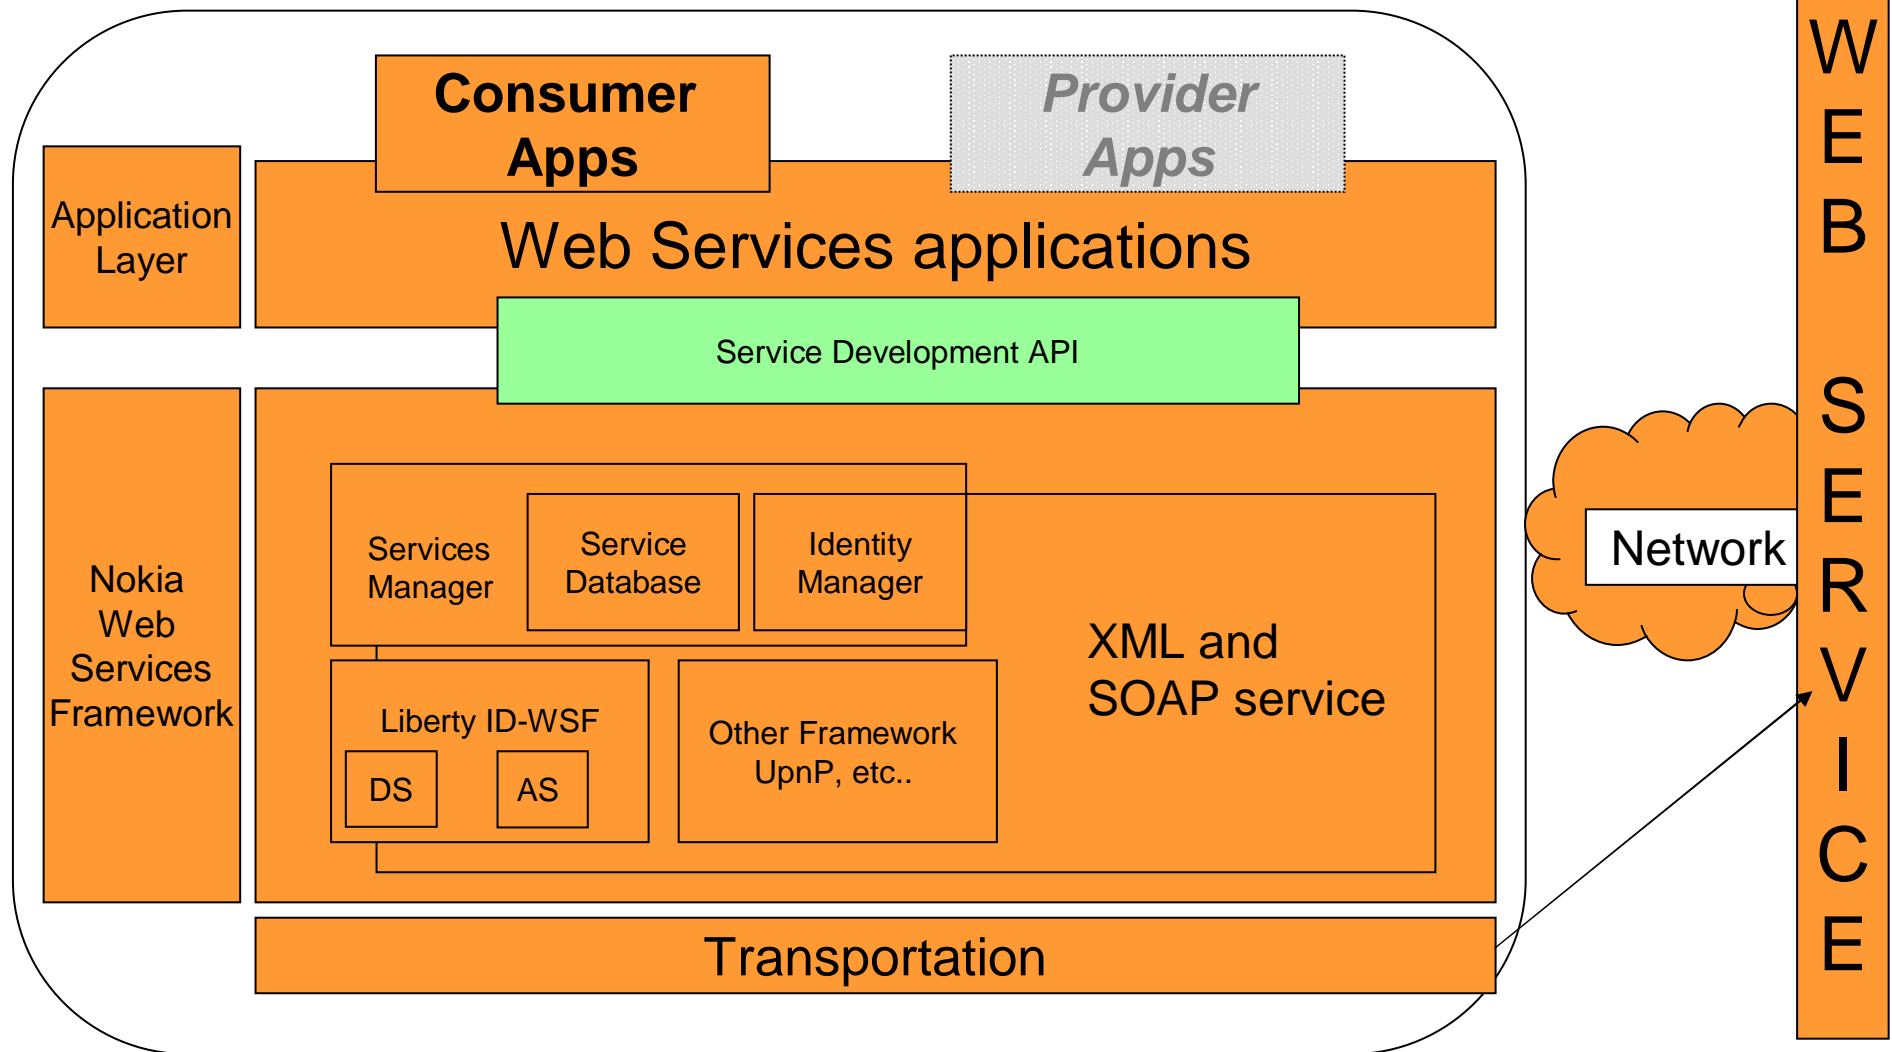 Consumer
Apps
Provider
Apps
Application
Layer
Web Services applications
Service Development API
Nokia
Web
Services
Framework
Services
Manager
Service
Database
Identity
Manager
XML and
SOAP service
Liberty ID-WSF
DS
AS
Other Framework
UpnP, etc..
Transportation
Network
W
E
B
S
E
R
V
I
C
E